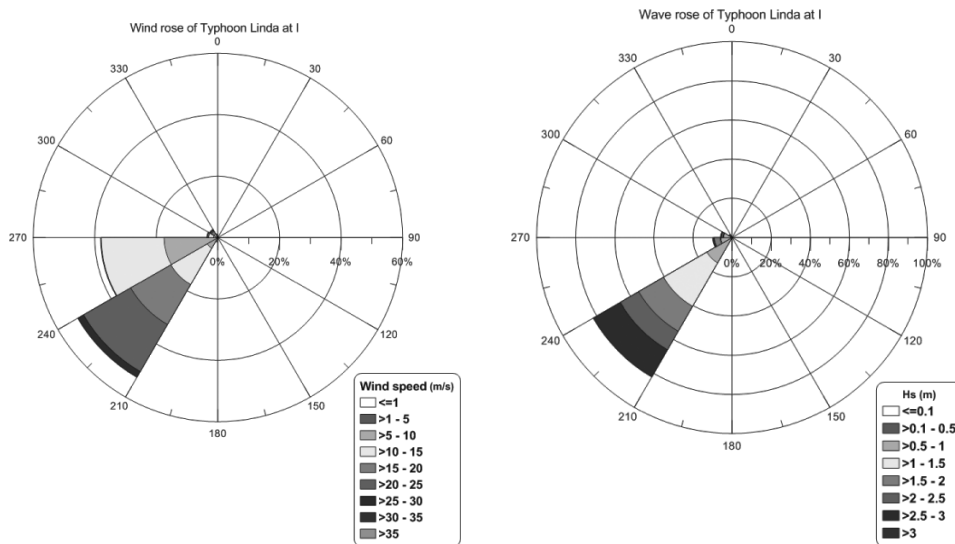 Wind rose of Typhoon Linda at I
0
30
60
90
120
150
180
210
240
270
300
330
0%
20%
40%
60%
Wind speed (m/s)
<=1
>1 - 5
>5 - 10
>10 - 15
>15 - 20
>20 - 25
>25 - 30
>30 - 35
>35
Wave rose of Typhoon Linda at I
0
30
60
90
120
150
180
210
240
270
300
330
0%
20%
40%
60%
80%
100%
Hs (m)
<=0.1
>0.1 - 0.5
>0.5 - 1
>1 - 1.5
>1.5 - 2
>2 - 2.5
>2.5 - 3
>3